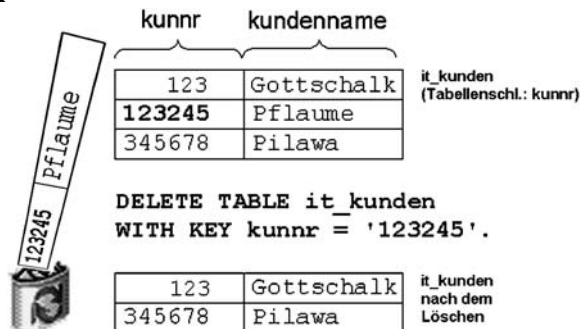 kunnr kundenname
123 Gottschalk
123245 Pflaume
345678 Pilawa
it_kunden
(Tabellenschl.: kunnr)
123245 Pflaume
DELETE TABLE it_kunden
WITH KEY kunnr = '123245'.
123 Gottschalk
345678 Pilawa
it_kunden
nach dem
Löschen